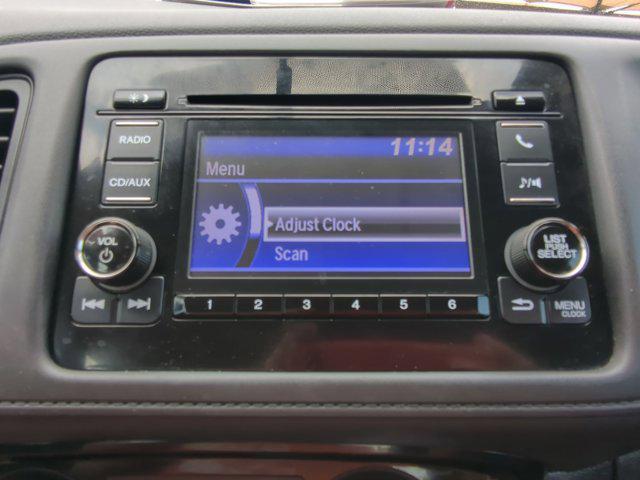 RADIO
CD/AUX
VOL
11:14
Menu
Adjust Clock
Scan
1 2 3 4 5 6
LIST
PUSH
SELECT
MENU
CLOCK